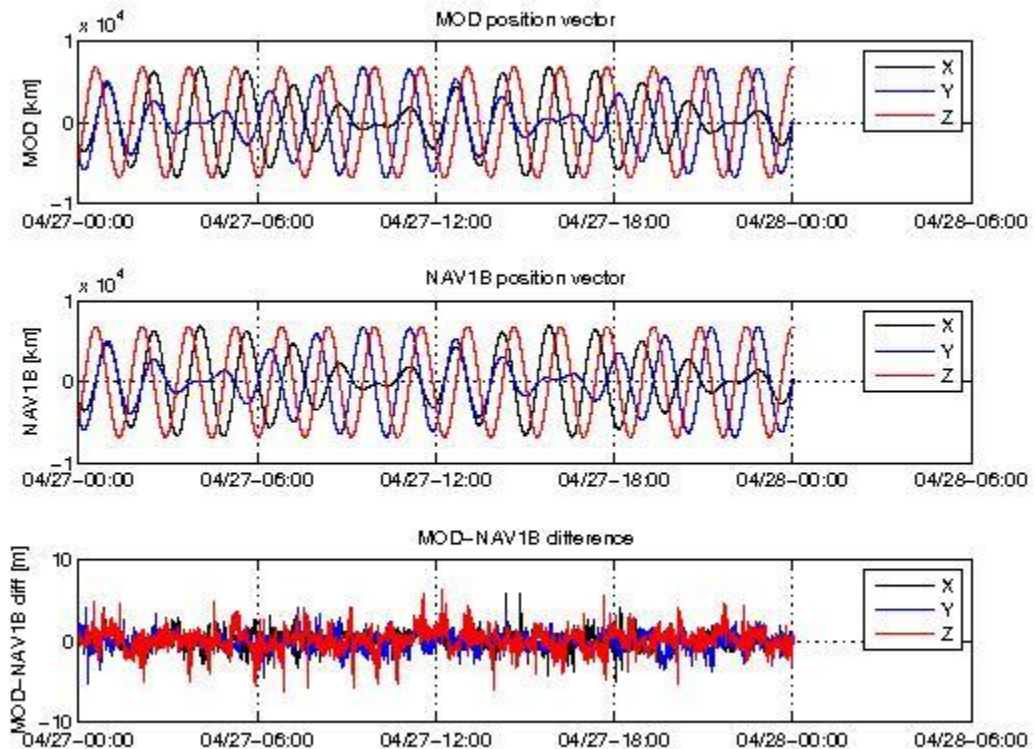 x 10^4
MOD position vector
1
0
-1
MOD [km]
X
Y
Z
04/27-00:00 04/27-06:00 04/27-12:00 04/27-18:00 04/28-00:00 04/28-06:00
x 10^4
NAV1B position vector
1
0
-1
NAV1B [km]
X
Y
Z
04/27-00:00 04/27-06:00 04/27-12:00 04/27-18:00 04/28-00:00 04/28-06:00
MOD-NAV1B difference
10
0
-10
MOD-NAV1B diff [m]
X
Y
Z
04/27-00:00 04/27-06:00 04/27-12:00 04/27-18:00 04/28-00:00 04/28-06:00